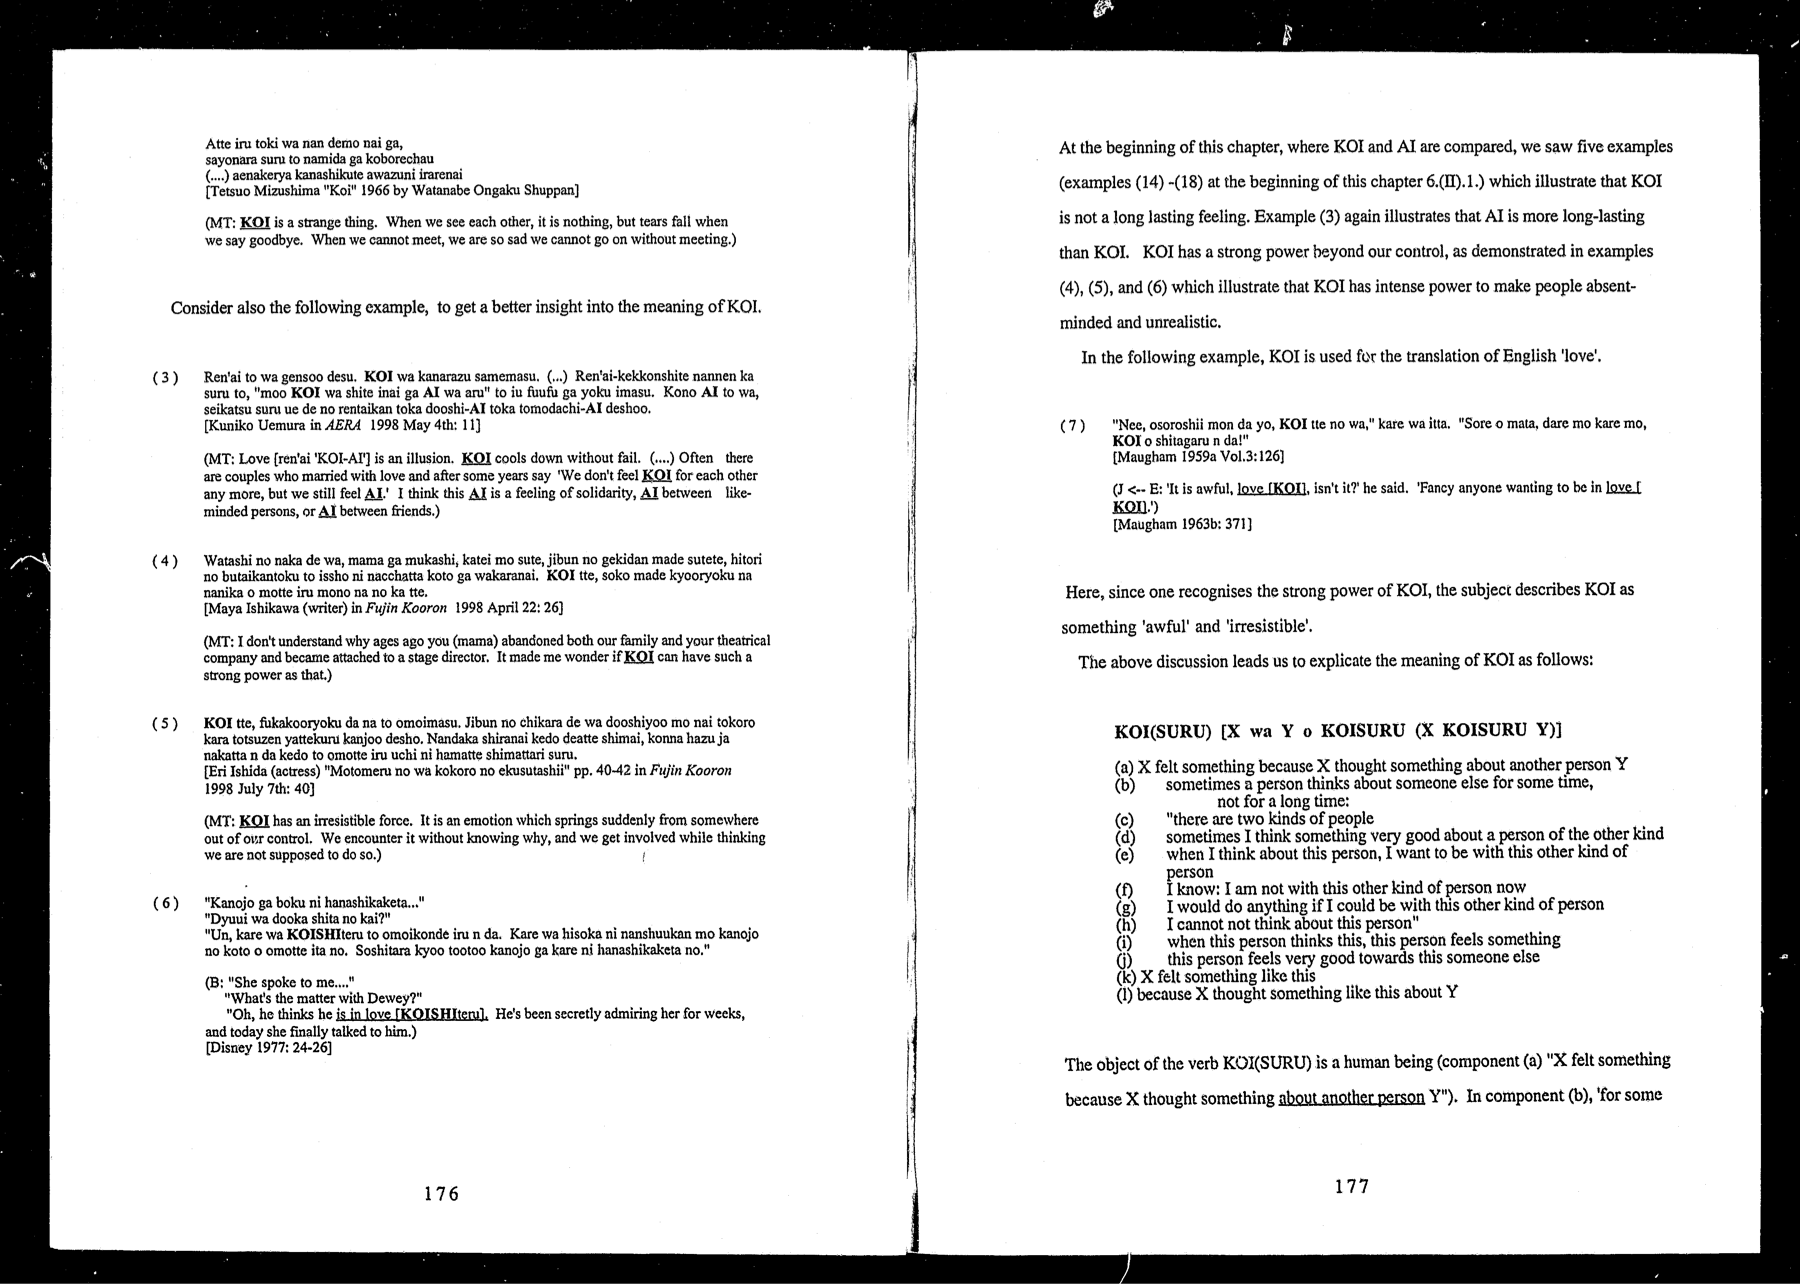 Atte iru toki wa nan demo nai ga,
sayonara suru to namida ga koborechau
(....) aenakerya kanashikute awazuni irarenai
[Tetsuo Mizushima "Koi" 1966 by Watanabe Ongaku Shuppan]
(MT: KOI is a strange thing. When we see each other, it is nothing, but tears fall when
we say goodbye. When we cannot meet, we are so sad we cannot go on without meeting.)
Consider also the following example, to get a better insight into the meaning of KOI.
(3) Ren'ai to wa gensoo desu. KOI wa kanarazu samemasu. (...) Ren'ai-kekkonshite nannen ka
suru to, "moo KOI wa shite inai ga AI wa aru" to iu fuufu ga yoku imasu. Kono AI to wa,
seikatsu suru ue de no rentaikan toka dooshi-AI toka tomodachi-AI deshoo.
[Kuniko Uemura in AERA 1998 May 4th: 11]
(MT: Love [ren'ai 'KOI-AI'] is an illusion. KOI cools down without fail. (....) Often there
are couples who married with love and after some years say 'We don't feel KOI for each other
any more, but we still feel AI.' I think this AI is a feeling of solidarity, AI between like-
minded persons, or AI between friends.)
(4) Watashi no naka de wa, mama ga mukashi, katei mo sute, jibun no gekidan made sutete, hitori
no butaikantoku to issho ni nacchatta koto ga wakaranai. KOI tte, soko made kyooryoku na
nanika o motte iru mono na no ka tte.
[Maya Ishikawa (writer) in Fujin Kooron 1998 April 22: 26]
(MT: I don't understand why ages ago you (mama) abandoned both our family and your theatrical
company and became attached to a stage director. It made me wonder if KOI can have such a
strong power as that.)
(5) KOI tte, fukakooryoku da na to omoimasu. Jibun no chikara de wa dooshiyoo mo nai tokoro
kara totsuzen yattekuru kanjoo desho. Nandaka shiranai kedo deatte shimai, konna hazu ja
nakatta n da kedo to omotte iru uchi ni hamatte shimattari suru.
[Eri Ishida (actress) "Motomeru no wa kokoro no ekusutashii" pp. 40-42 in Fujin Kooron
1998 July 7th: 40]
(MT: KOI has an irresistible force. It is an emotion which springs suddenly from somewhere
out of our control. We encounter it without knowing why, and we get involved while thinking
we are not supposed to do so.)
(6) "Kanojo ga boku ni hanashikaketa..."
"Dyuui wa dooka shita no kai?"
"Un, kare wa KOISHIteru to omoikonde iru n da. Kare wa hisoka ni nanshuukan mo kanojo
no koto o omotte ita no. Soshitara kyoo tootoo kanojo ga kare ni hanashikaketa no."
(B: "She spoke to me...."
"What's the matter with Dewey?"
"Oh, he thinks he is in love [KOISHIteru]. He's been secretly admiring her for weeks,
and today she finally talked to him.)
[Disney 1977: 24-26]
176
At the beginning of this chapter, where KOI and AI are compared, we saw five examples
(examples (14) -(18) at the beginning of this chapter 6.(II).1.) which illustrate that KOI
is not a long lasting feeling. Example (3) again illustrates that AI is more long-lasting
than KOI. KOI has a strong power beyond our control, as demonstrated in examples
(4), (5), and (6) which illustrate that KOI has intense power to make people absent-
minded and unrealistic.
In the following example, KOI is used for the translation of English 'love'.
(7) "Nee, osoroshii mon da yo, KOI tte no wa," kare wa itta. "Sore o mata, dare mo kare mo,
KOI o shitagaru n da!"
[Maugham 1959a Vol.3:126]
(J <-- E: 'It is awful, love [KOI], isn't it?' he said. 'Fancy anyone wanting to be in love [
KOI].')
[Maugham 1963b: 371]
Here, since one recognises the strong power of KOI, the subject describes KOI as
something 'awful' and 'irresistible'.
The above discussion leads us to explicate the meaning of KOI as follows:
KOI(SURU) [X wa Y o KOISURU (X KOISURU Y)]
(a) X felt something because X thought something about another person Y
(b) sometimes a person thinks about someone else for some time,
not for a long time:
(c) "there are two kinds of people
(d) sometimes I think something very good about a person of the other kind
(e) when I think about this person, I want to be with this other kind of
person
(f) I know: I am not with this other kind of person now
(g) I would do anything if I could be with this other kind of person
(h) I cannot not think about this person"
(i) when this person thinks this, this person feels something
(j) this person feels very good towards this someone else
(k) X felt something like this
(l) because X thought something like this about Y
The object of the verb KOI(SURU) is a human being (component (a) "X felt something
because X thought something about another person Y"). In component (b), 'for some
177